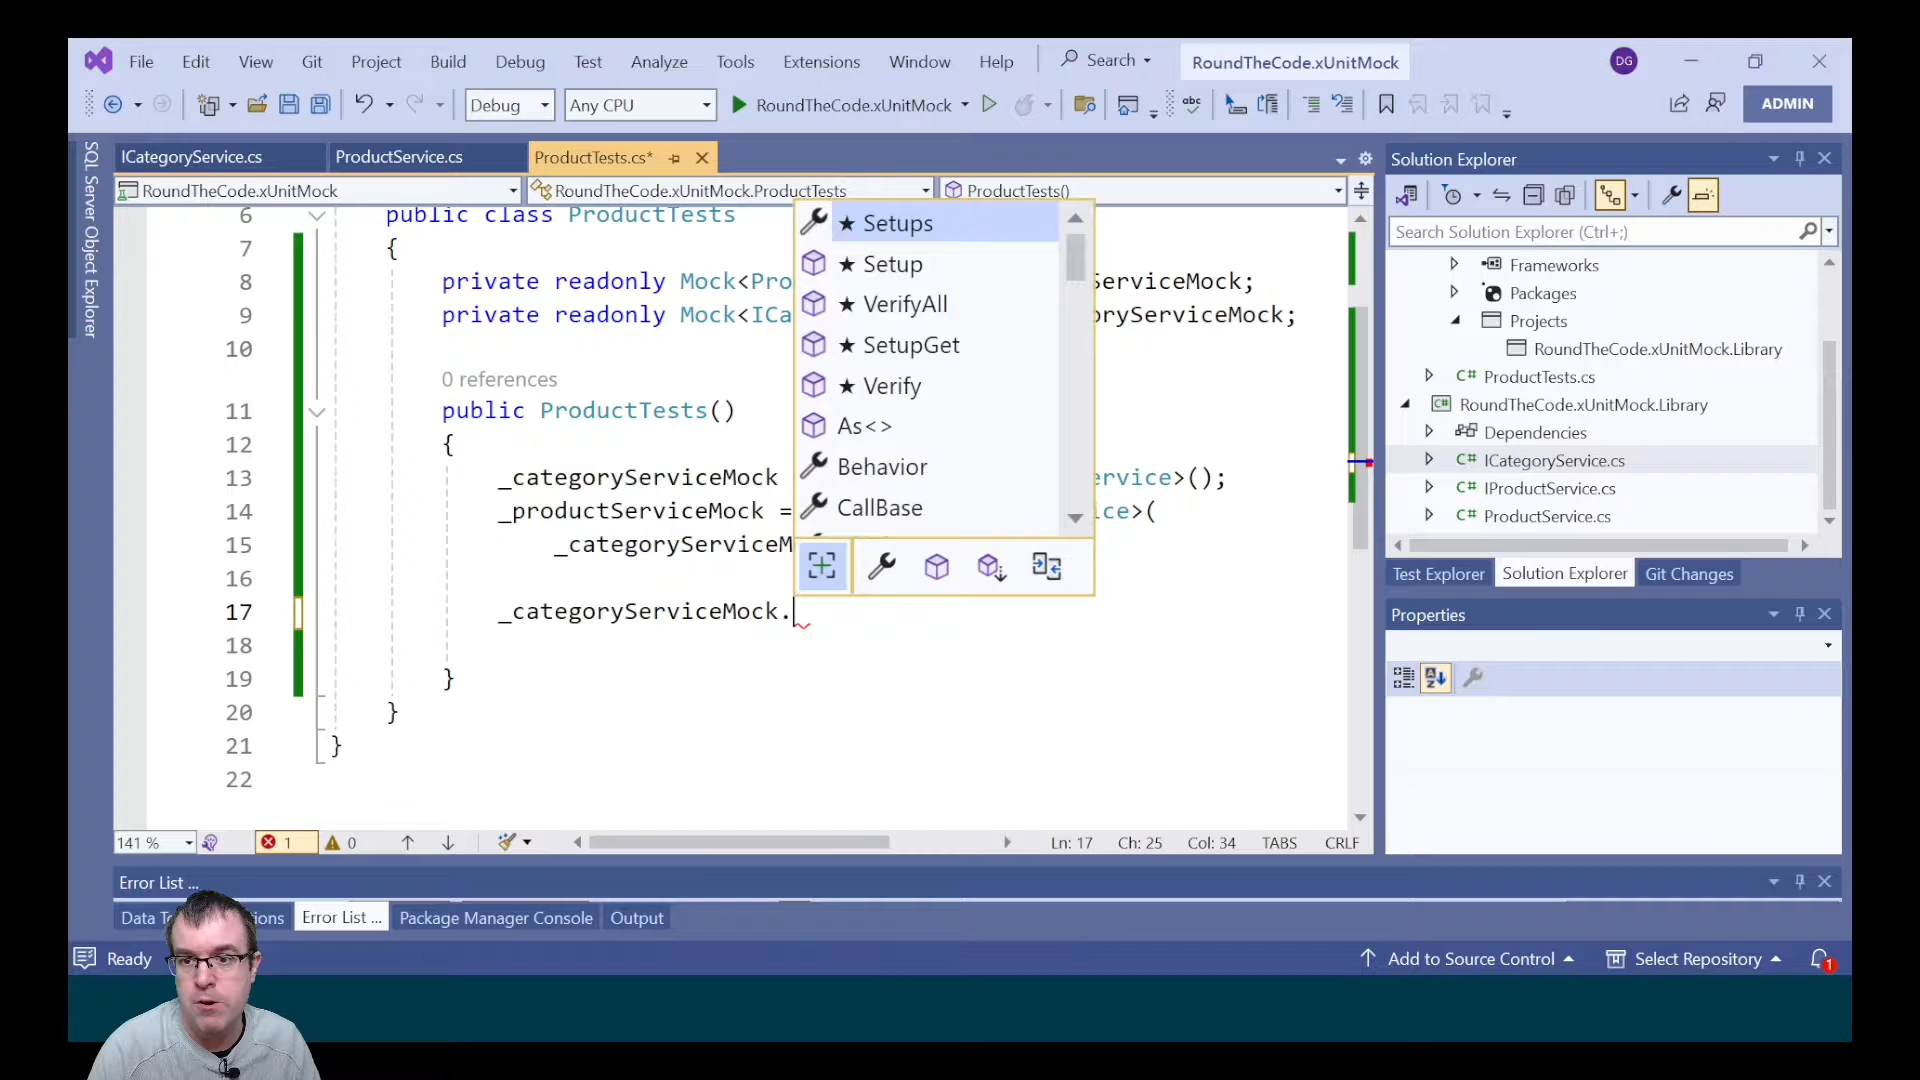 File Edit View Git Project Build Debug Test Analyze Tools Extensions Window Help Search RoundTheCode.xUnitMock DG
Debug Any CPU RoundTheCode.xUnitMock abc ADMIN
SQL Server Object Explorer
ICategoryService.cs ProductService.cs ProductTests.cs*
RoundTheCode.xUnitMock RoundTheCode.xUnitMock.ProductTests ProductTests()
6 public class ProductTests
7 {
8 private readonly Mock<Pro ServiceMock;
9 private readonly Mock<ICa ryServiceMock;
10
0 references
11 public ProductTests()
12 {
13 _categoryServiceMock ervice>();
14 _productServiceMock = ice>(
15 _categoryServiceM
16
17 _categoryServiceMock.
18
19 }
20 }
21 }
22
★ Setups
★ Setup
★ VerifyAll
★ SetupGet
★ Verify
As<>
Behavior
CallBase
141 % 1 0 Ln: 17 Ch: 25 Col: 34 TABS CRLF
Solution Explorer
Search Solution Explorer (Ctrl+;)
Frameworks
Packages
Projects
RoundTheCode.xUnitMock.Library
C# ProductTests.cs
C# RoundTheCode.xUnitMock.Library
Dependencies
C# ICategoryService.cs
C# IProductService.cs
C# ProductService.cs
Test Explorer Solution Explorer Git Changes
Properties
Error List ...
Data T ions Error List ... Package Manager Console Output
Ready Add to Source Control Select Repository 1